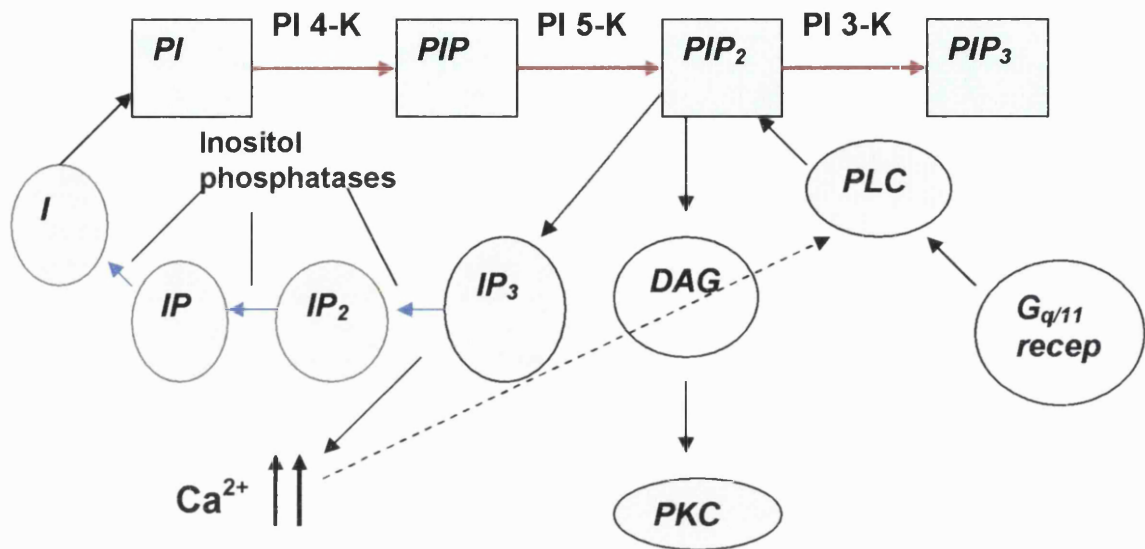 PI 4-K
PI 5-K
PI 3-K
PI
PIP
PIP₂
PIP₃
Inositol
phosphatases
PLC
I
IP
IP₂
IP₃
DAG
G_{q/11}
recep
Ca²⁺
PKC